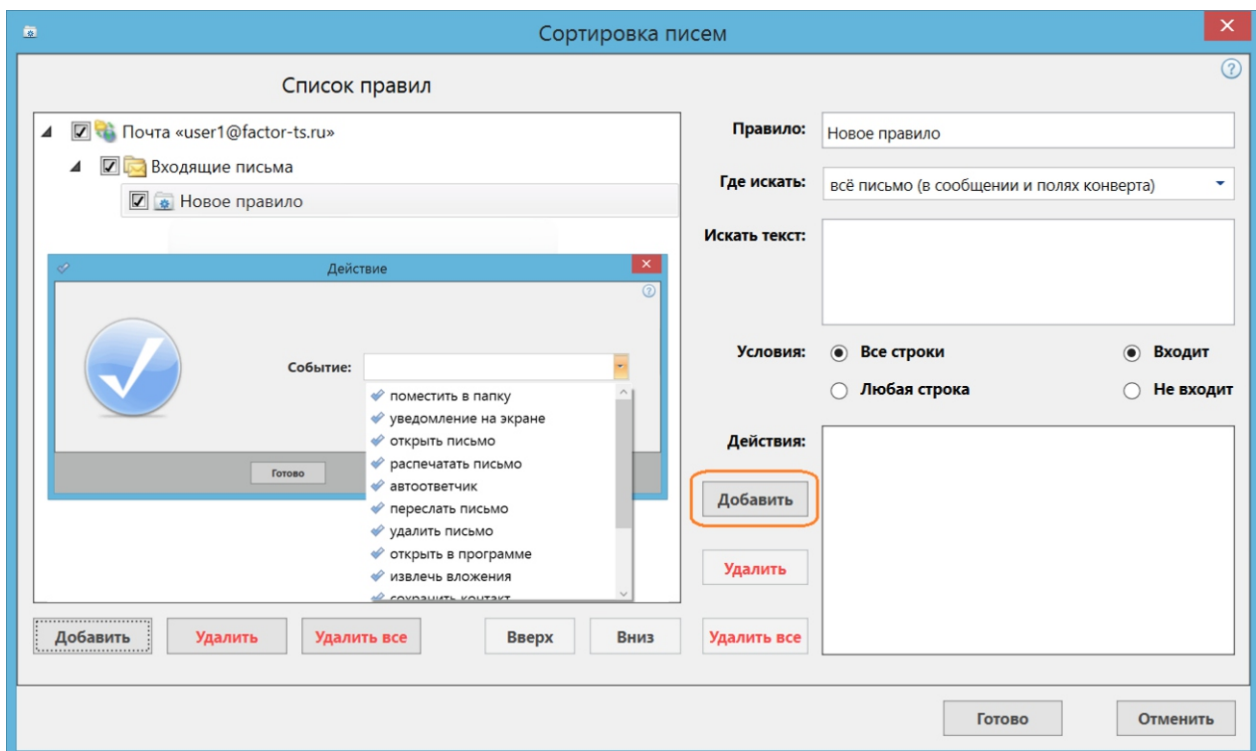 Сортировка писем
Список правил
Почта «user1@factor-ts.ru»
Входящие письма
Новое правило
Действие
Событие:
поместить в папку
уведомление на экране
открыть письмо
распечатать письмо
автоответчик
переслать письмо
удалить письмо
открыть в программе
извлечь вложения
сохранить контакт
Готово
Добавить
Удалить
Удалить все
Вверх
Вниз
Правило:
Новое правило
Где искать:
всё письмо (в сообщении и полях конверта)
Искать текст:
Условия:
Все строки
Входит
Любая строка
Не входит
Действия:
Добавить
Удалить
Удалить все
Готово
Отменить